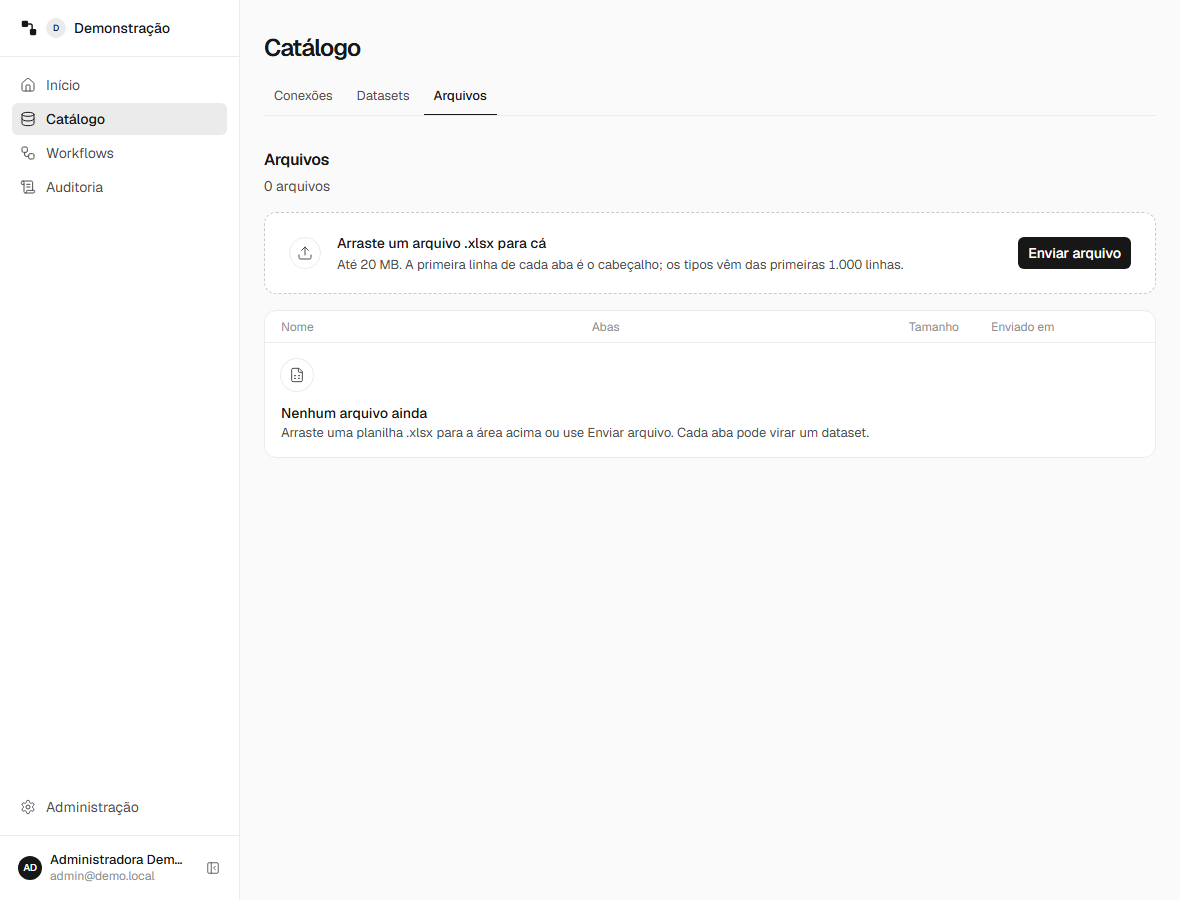 D Demonstração
Início
Catálogo
Workflows
Auditoria
Administração
AD
Administradora Dem...
admin@demo.local
Catálogo
Conexões Datasets Arquivos
Arquivos
0 arquivos
Arraste um arquivo .xlsx para cá
Até 20 MB. A primeira linha de cada aba é o cabeçalho; os tipos vêm das primeiras 1.000 linhas.
Enviar arquivo
Nome Abas Tamanho Enviado em
Nenhum arquivo ainda
Arraste uma planilha .xlsx para a área acima ou use Enviar arquivo. Cada aba pode virar um dataset.